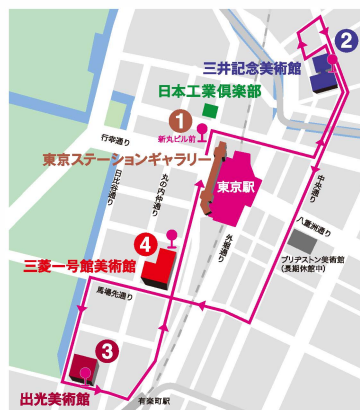 2
三井記念美術館
日本工業倶楽部
1
新丸ビル前
行幸通り
東京ステーションギャラリー
日比谷通り
丸の内仲通り
東京駅
中央通り
八重洲通り
外堀通り
ブリヂストン美術館
(長期休館中)
4
三菱一号館美術館
馬場先通り
3
出光美術館
有楽町駅